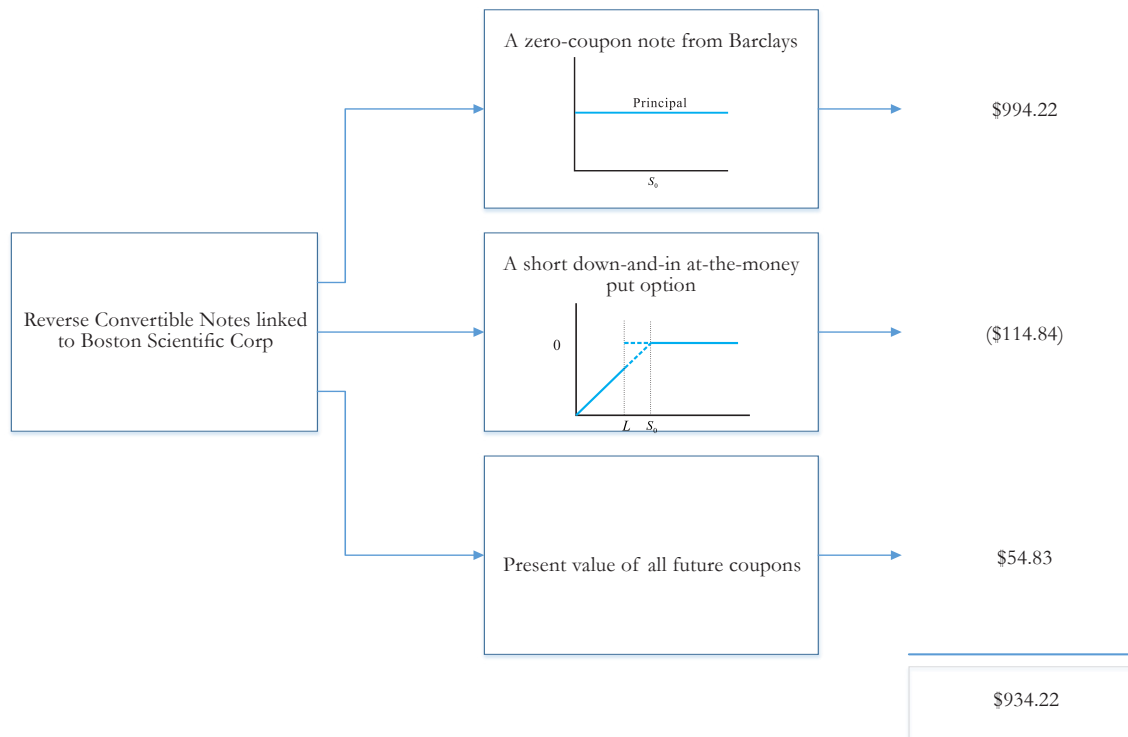 A zero-coupon note from Barclays
Principal
S₀
$994.22
Reverse Convertible Notes linked
to Boston Scientific Corp
A short down-and-in at-the-money
put option
0
L S₀
($114.84)
Present value of all future coupons
$54.83
$934.22